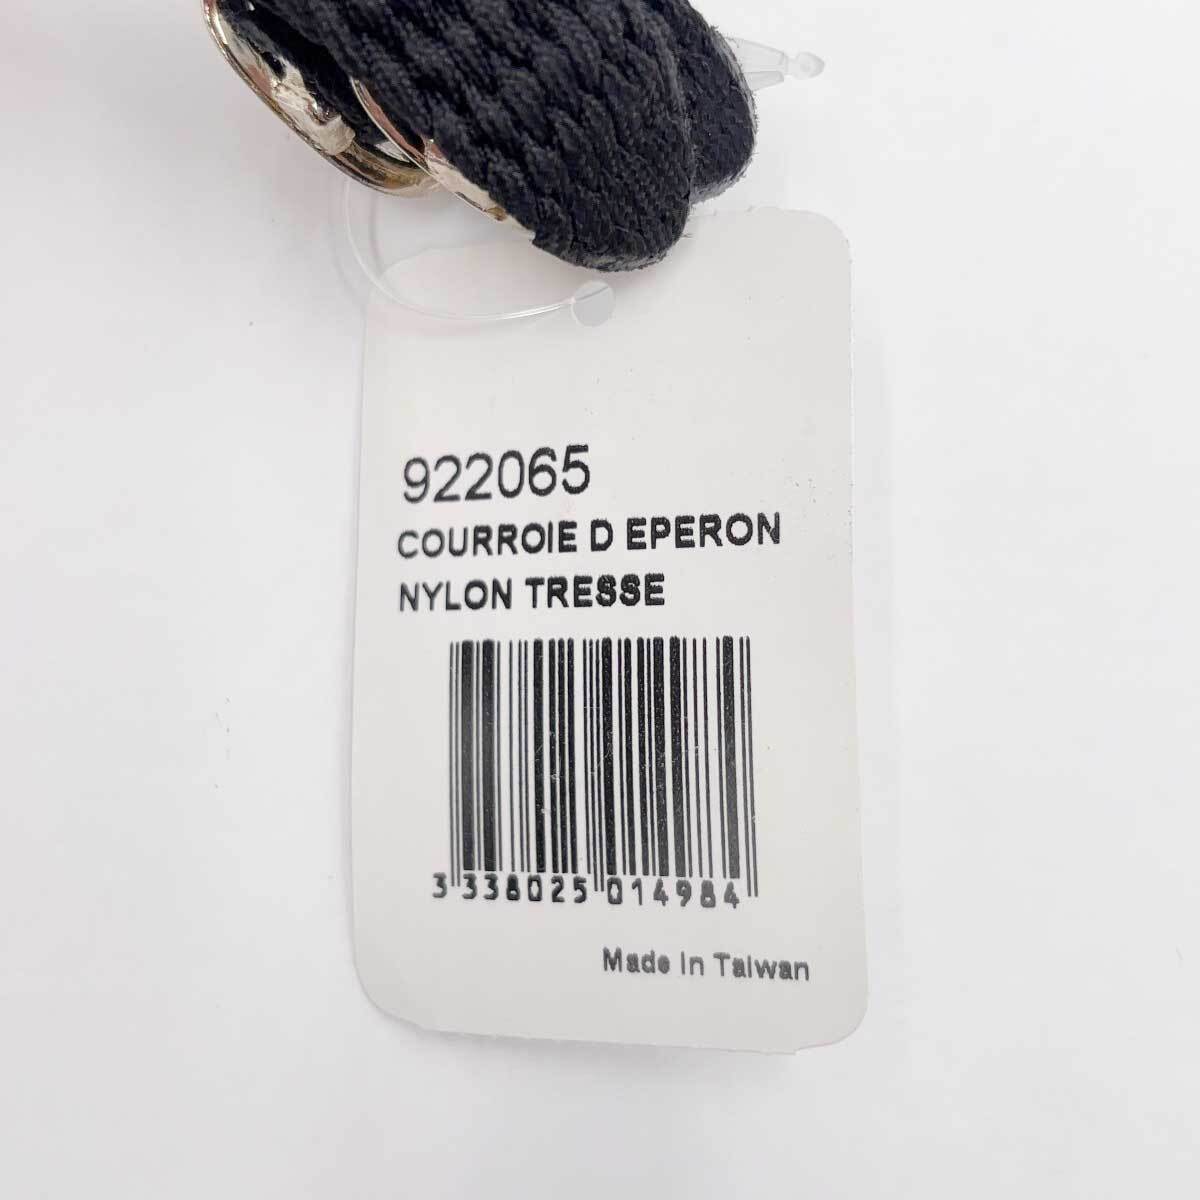 922065
COURROIE D EPERON
NYLON TRESSE
3 338025 014984
Made In Taiwan